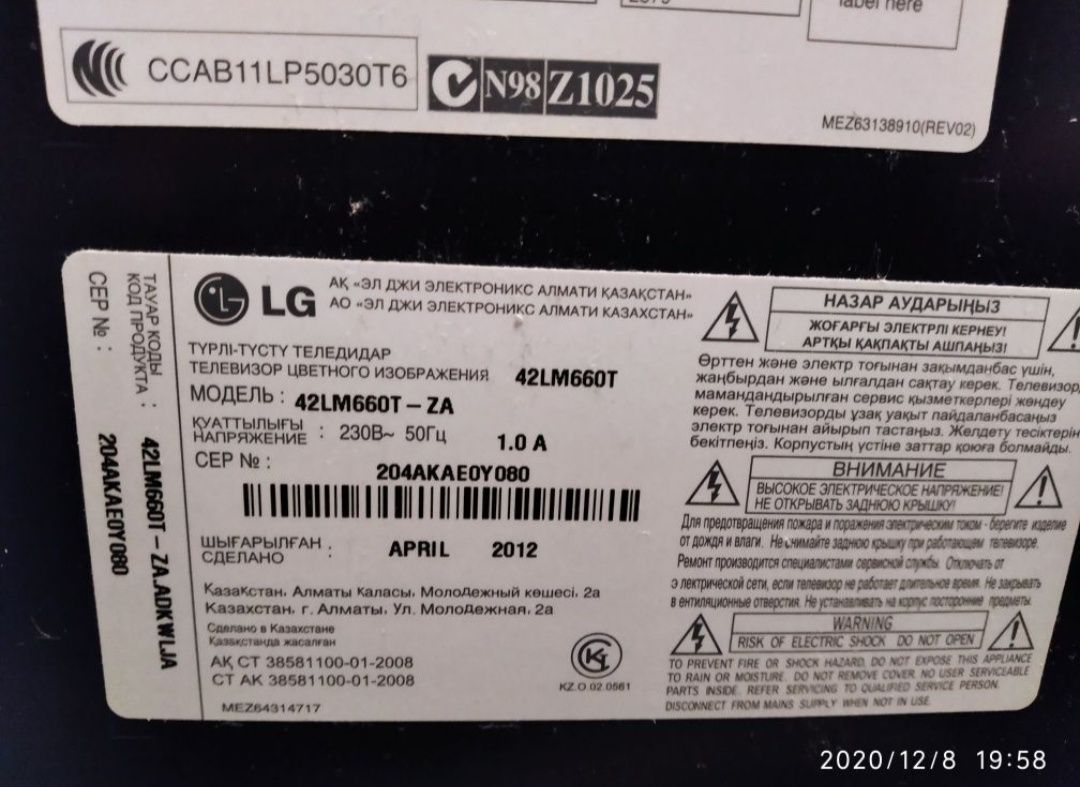 label here
CCAB11LP5030T6
N98 Z1025
MEZ63138910(REV02)
LG
АҚ «ЭЛ ДЖИ ЭЛЕКТРОНИКС АЛМАТИ ҚАЗАҚСТАН»
АО «ЭЛ ДЖИ ЭЛЕКТРОНИКС АЛМАТИ КАЗАХСТАН»
ТҮРЛІ-ТҮСТҮ ТЕЛЕДИДАР
ТЕЛЕВИЗОР ЦВЕТНОГО ИЗОБРАЖЕНИЯ 42LM660T
МОДЕЛЬ : 42LM660T-ZA
ҚУАТТЫЛЫҒЫ
НАПРЯЖЕНИЕ : 230В~ 50Гц 1.0 A
СЕР № :
204AKAE0Y080
ШЫҒАРЫЛҒАН
СДЕЛАНО : APRIL 2012
Казақстан. Алматы Каласы. МолоДежный көшесі. 2а
Казахстан. г. Алматы. Ул. МолоДежная. 2а
Сделано в Казахстане
Қазақстанда жасалған
АҚ СТ 38581100-01-2008
СТ АК 38581100-01-2008
KZ.O.02.0561
MEZ64314717
ТАУАР КОДЫ
КОД ПРОДУКТА : 42LM660T-ZA.ADKWLJA
СЕР № : 204AKAE0Y080
НАЗАР АУДАРЫҢЫЗ
ЖОҒАРҒЫ ЭЛЕКТРЛІ КЕРНЕУ!
АРТҚЫ ҚАҚПАҚТЫ АШПАҢЫЗ!
Өрттен және электр тоғынан зақымданбас үшін,
жаңбырдан және ылғалдан сақтау керек. Телевизор
мамандандырылған сервис қызметкерлері жөндеу
керек. Телевизорды ұзақ уақыт пайдаланбасаңыз
электр тоғынан айырып тастаңыз. Желдету тесіктерін
бекітпеңіз. Корпустың үстіне заттар қоюға болмайды.
ВНИМАНИЕ
ВЫСОКОЕ ЭЛЕКТРИЧЕСКОЕ НАПРЯЖЕНИЕ!
НЕ ОТКРЫВАТЬ ЗАДНЮЮ КРЫШКУ!
Для предотвращения пожара и поражения электрическим током - берегите изделие
от дождя и влаги. Не снимайте заднюю крышку при работающем телевизоре.
Ремонт производится специалистами сервисной службы. Отключать от
э лектрической сети, если телевизор не работает длительное время. Не закрывать
в ентиляционные отверстия. Не устанавливать на корпус посторонние предметы.
WARNING
RISK OF ELECTRIC SHOCK DO NOT OPEN
TO PREVENT FIRE OR SHOCK HAZARD, DO NOT EXPOSE THIS APPLIANCE
TO RAIN OR MOISTURE. DO NOT REMOVE COVER. NO USER SERVICEABLE
PARTS INSIDE. REFER SERVICING TO QUALIFIED SERVICE PERSON.
DISCONNECT FROM MAINS SUPPLY WHEN NOT IN USE.
2020/12/8 19:58